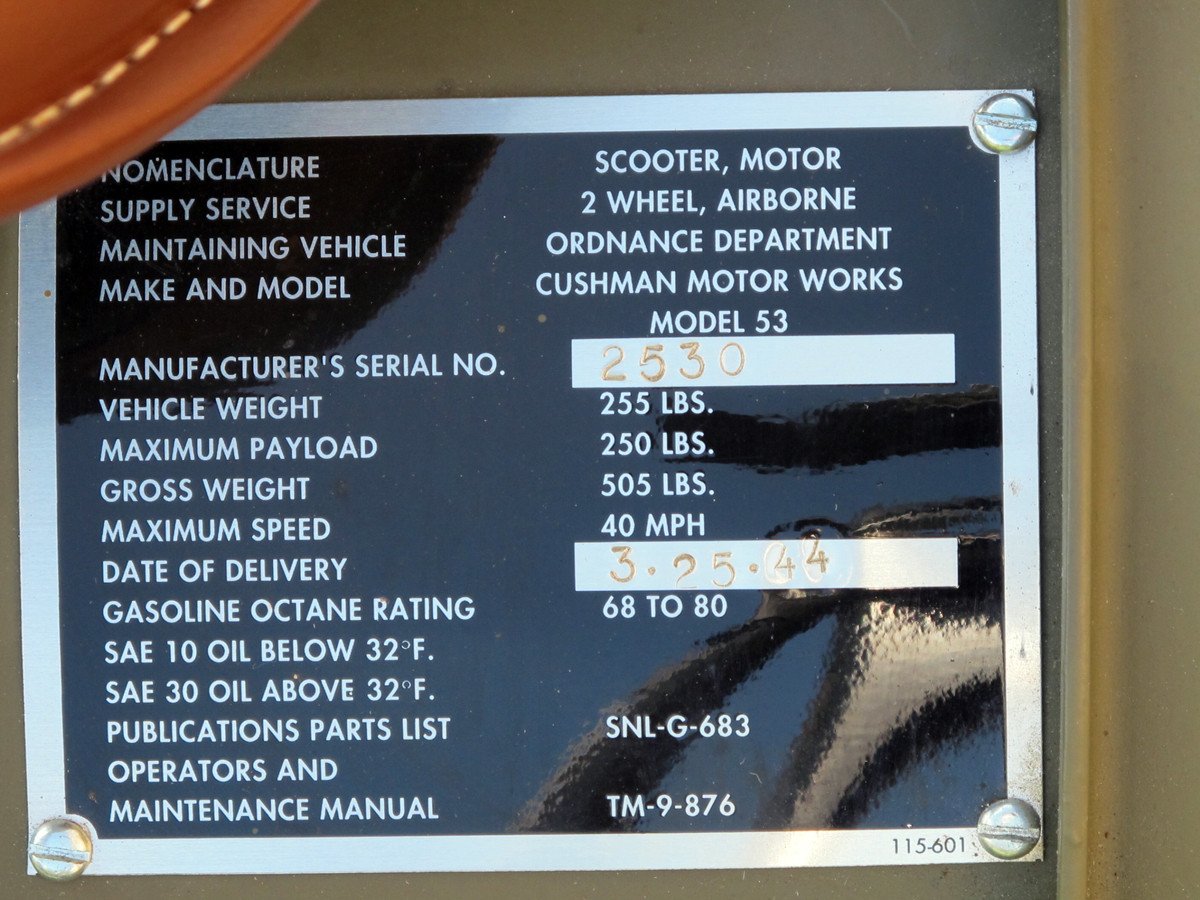 NOMENCLATURE SCOOTER, MOTOR
SUPPLY SERVICE 2 WHEEL, AIRBORNE
MAINTAINING VEHICLE ORDNANCE DEPARTMENT
MAKE AND MODEL CUSHMAN MOTOR WORKS
MODEL 53
MANUFACTURER'S SERIAL NO. 2530
VEHICLE WEIGHT 255 LBS.
MAXIMUM PAYLOAD 250 LBS.
GROSS WEIGHT 505 LBS.
MAXIMUM SPEED 40 MPH
DATE OF DELIVERY 3.25.44
GASOLINE OCTANE RATING 68 TO 80
SAE 10 OIL BELOW 32°F.
SAE 30 OIL ABOVE 32°F.
PUBLICATIONS PARTS LIST SNL-G-683
OPERATORS AND
MAINTENANCE MANUAL TM-9-876
115-601